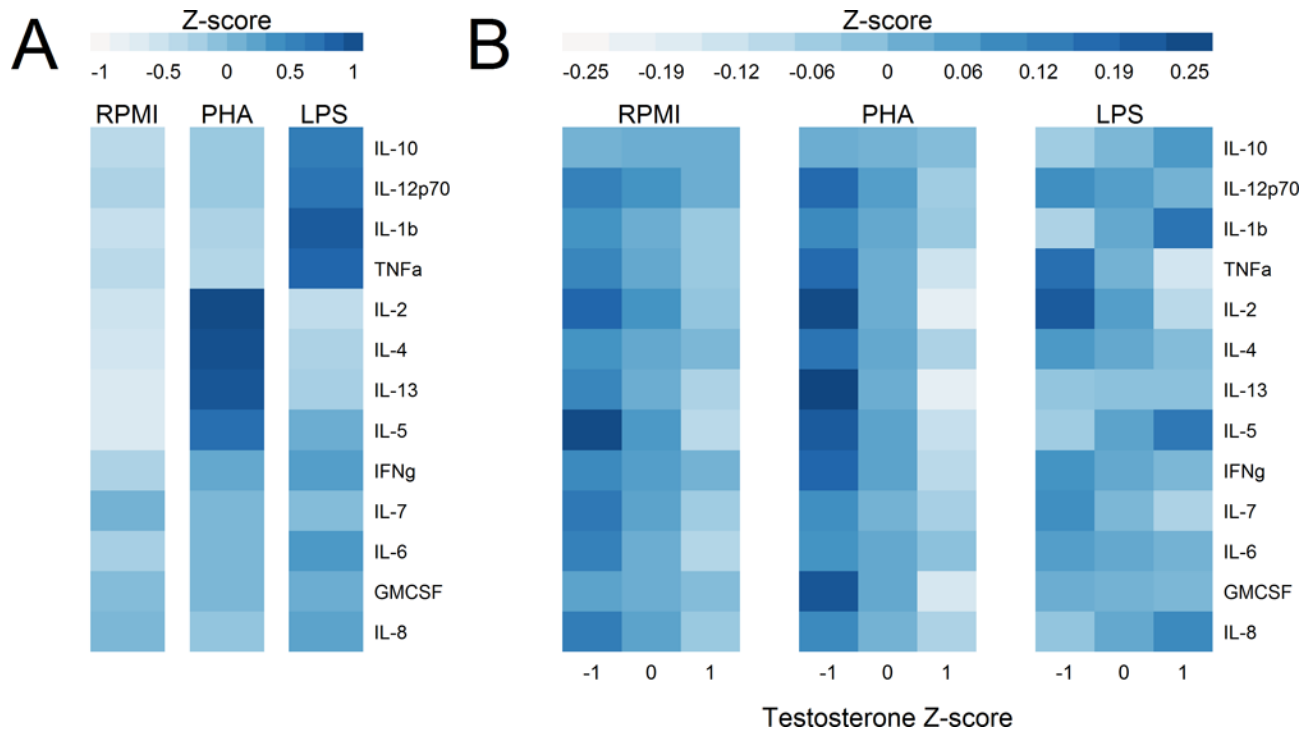 A
Z-score
-1 -0.5 0 0.5 1
RPMI PHA LPS
IL-10
IL-12p70
IL-1b
TNFa
IL-2
IL-4
IL-13
IL-5
IFNg
IL-7
IL-6
GMCSF
IL-8
B
Z-score
-0.25 -0.19 -0.12 -0.06 0 0.06 0.12 0.19 0.25
RPMI PHA LPS
IL-10
IL-12p70
IL-1b
TNFa
IL-2
IL-4
IL-13
IL-5
IFNg
IL-7
IL-6
GMCSF
IL-8
-1 0 1 -1 0 1 -1 0 1
Testosterone Z-score